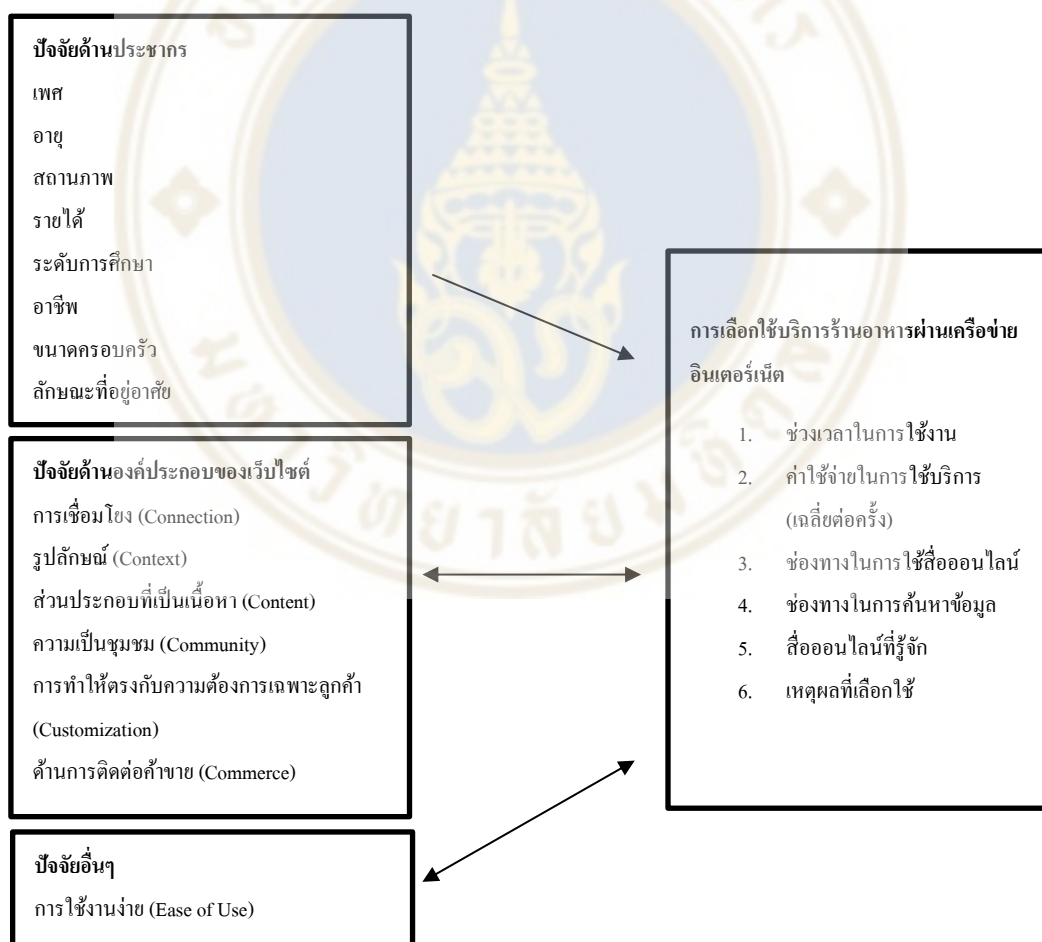 ปัจจัยด้านประชากร
เพศ
อายุ
สถานภาพ
รายได้
ระดับการศึกษา
อาชีพ
ขนาดครอบครัว
ลักษณะที่อยู่อาศัย
ปัจจัยด้านองค์ประกอบของเว็บไซต์
การเชื่อมโยง (Connection)
รูปลักษณ์ (Context)
ส่วนประกอบที่เป็นเนื้อหา (Content)
ความเป็นชุมชม (Community)
การทำให้ตรงกับความต้องการเฉพาะลูกค้า
(Customization)
ด้านการติดต่อค้าขาย (Commerce)
ปัจจัยอื่นๆ
การใช้งานง่าย (Ease of Use)
การเลือกใช้บริการร้านอาหารผ่านเครือข่าย
อินเตอร์เน็ต
1. ช่วงเวลาในการใช้งาน
2. ค่าใช้จ่ายในการใช้บริการ
(เฉลี่ยต่อครั้ง)
3. ช่องทางในการใช้สื่อออนไลน์
4. ช่องทางในการค้นหาข้อมูล
5. สื่อออนไลน์ที่รู้จัก
6. เหตุผลที่เลือกใช้